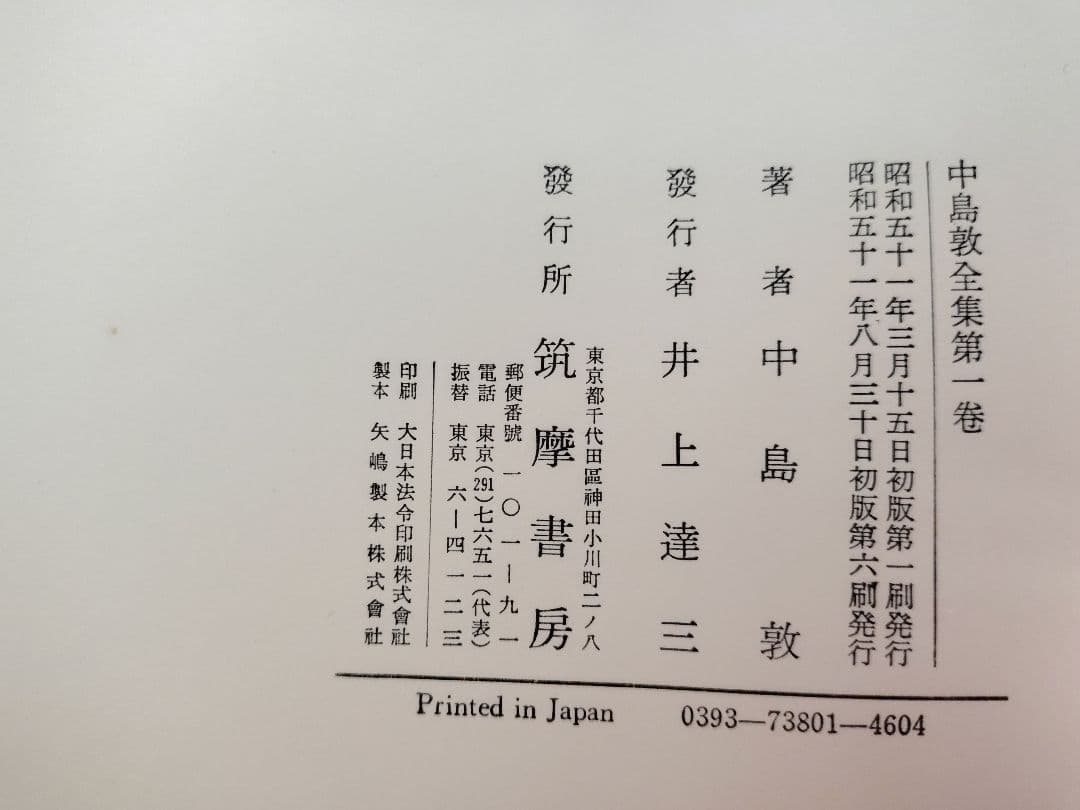 中島敦全集第一卷
昭和五十一年三月十五日初版第一刷発行
昭和五十一年八月三十日初版第六刷発行
著者 中島敦
發行者 井上達三
發行所 筑摩書房
東京都千代田區神田小川町二ノ八
郵便番號 一〇一―九一
電話 東京(291)七六五一(代表)
振替 東京 六―四一二三
印刷 大日本法令印刷株式會社
製本 矢嶋製本株式會社
Printed in Japan 0393―73801―4604